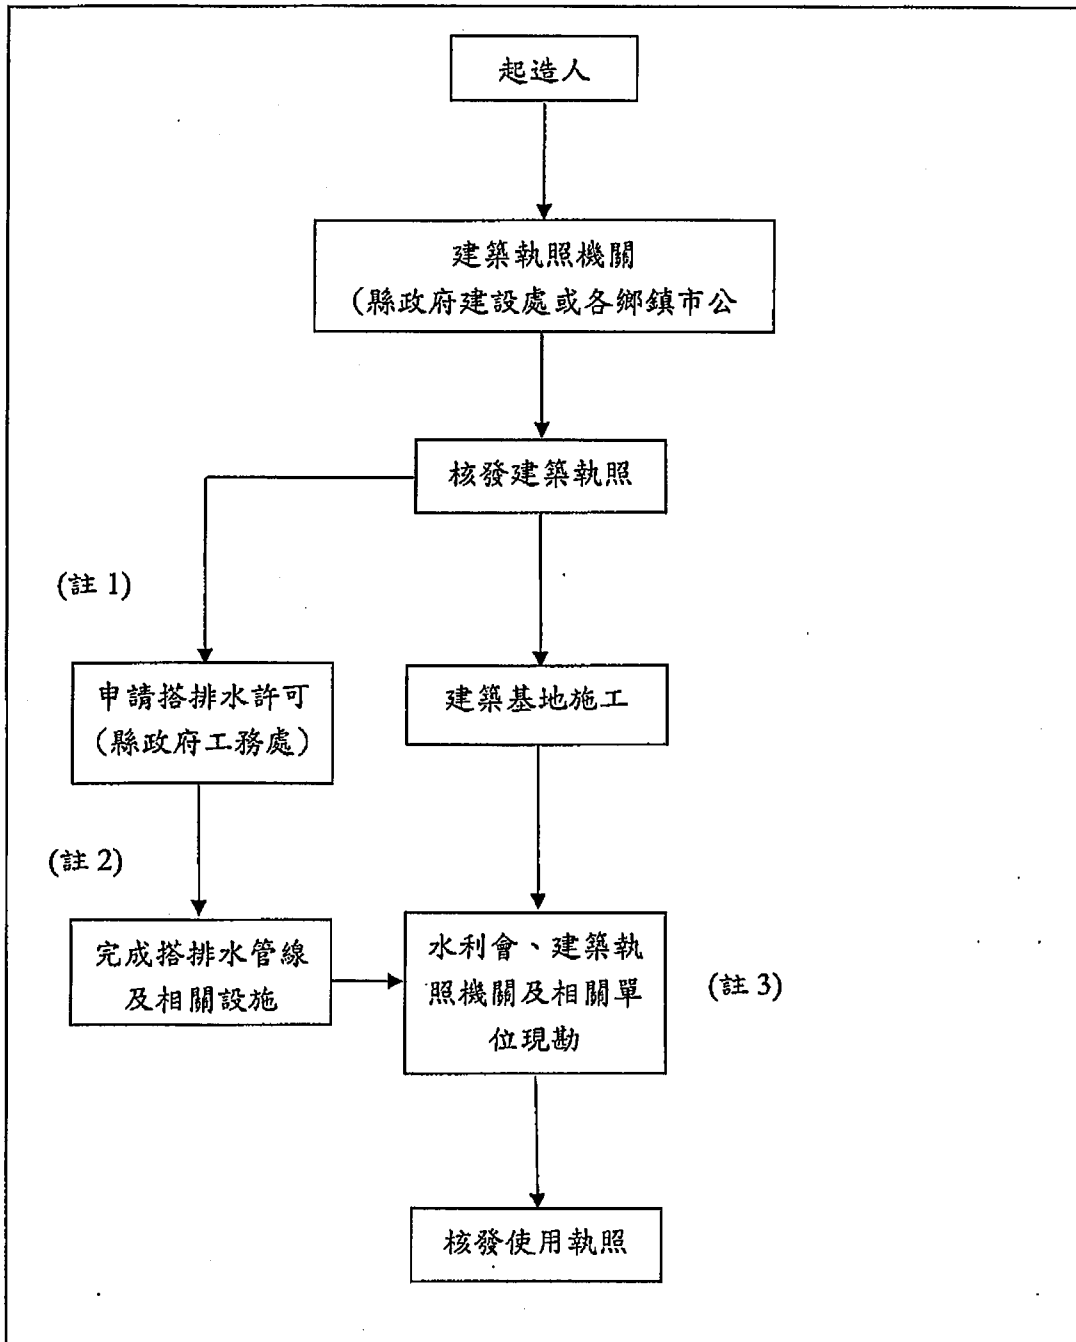 起造人
建築執照機關
(縣政府建設處或各鄉鎮市公
核發建築執照
(註 1)
申請搭排水許可
(縣政府工務處)
建築基地施工
(註 2)
完成搭排水管線
及相關設施
水利會、建築執
照機關及相關單
位現勘
(註 3)
核發使用執照